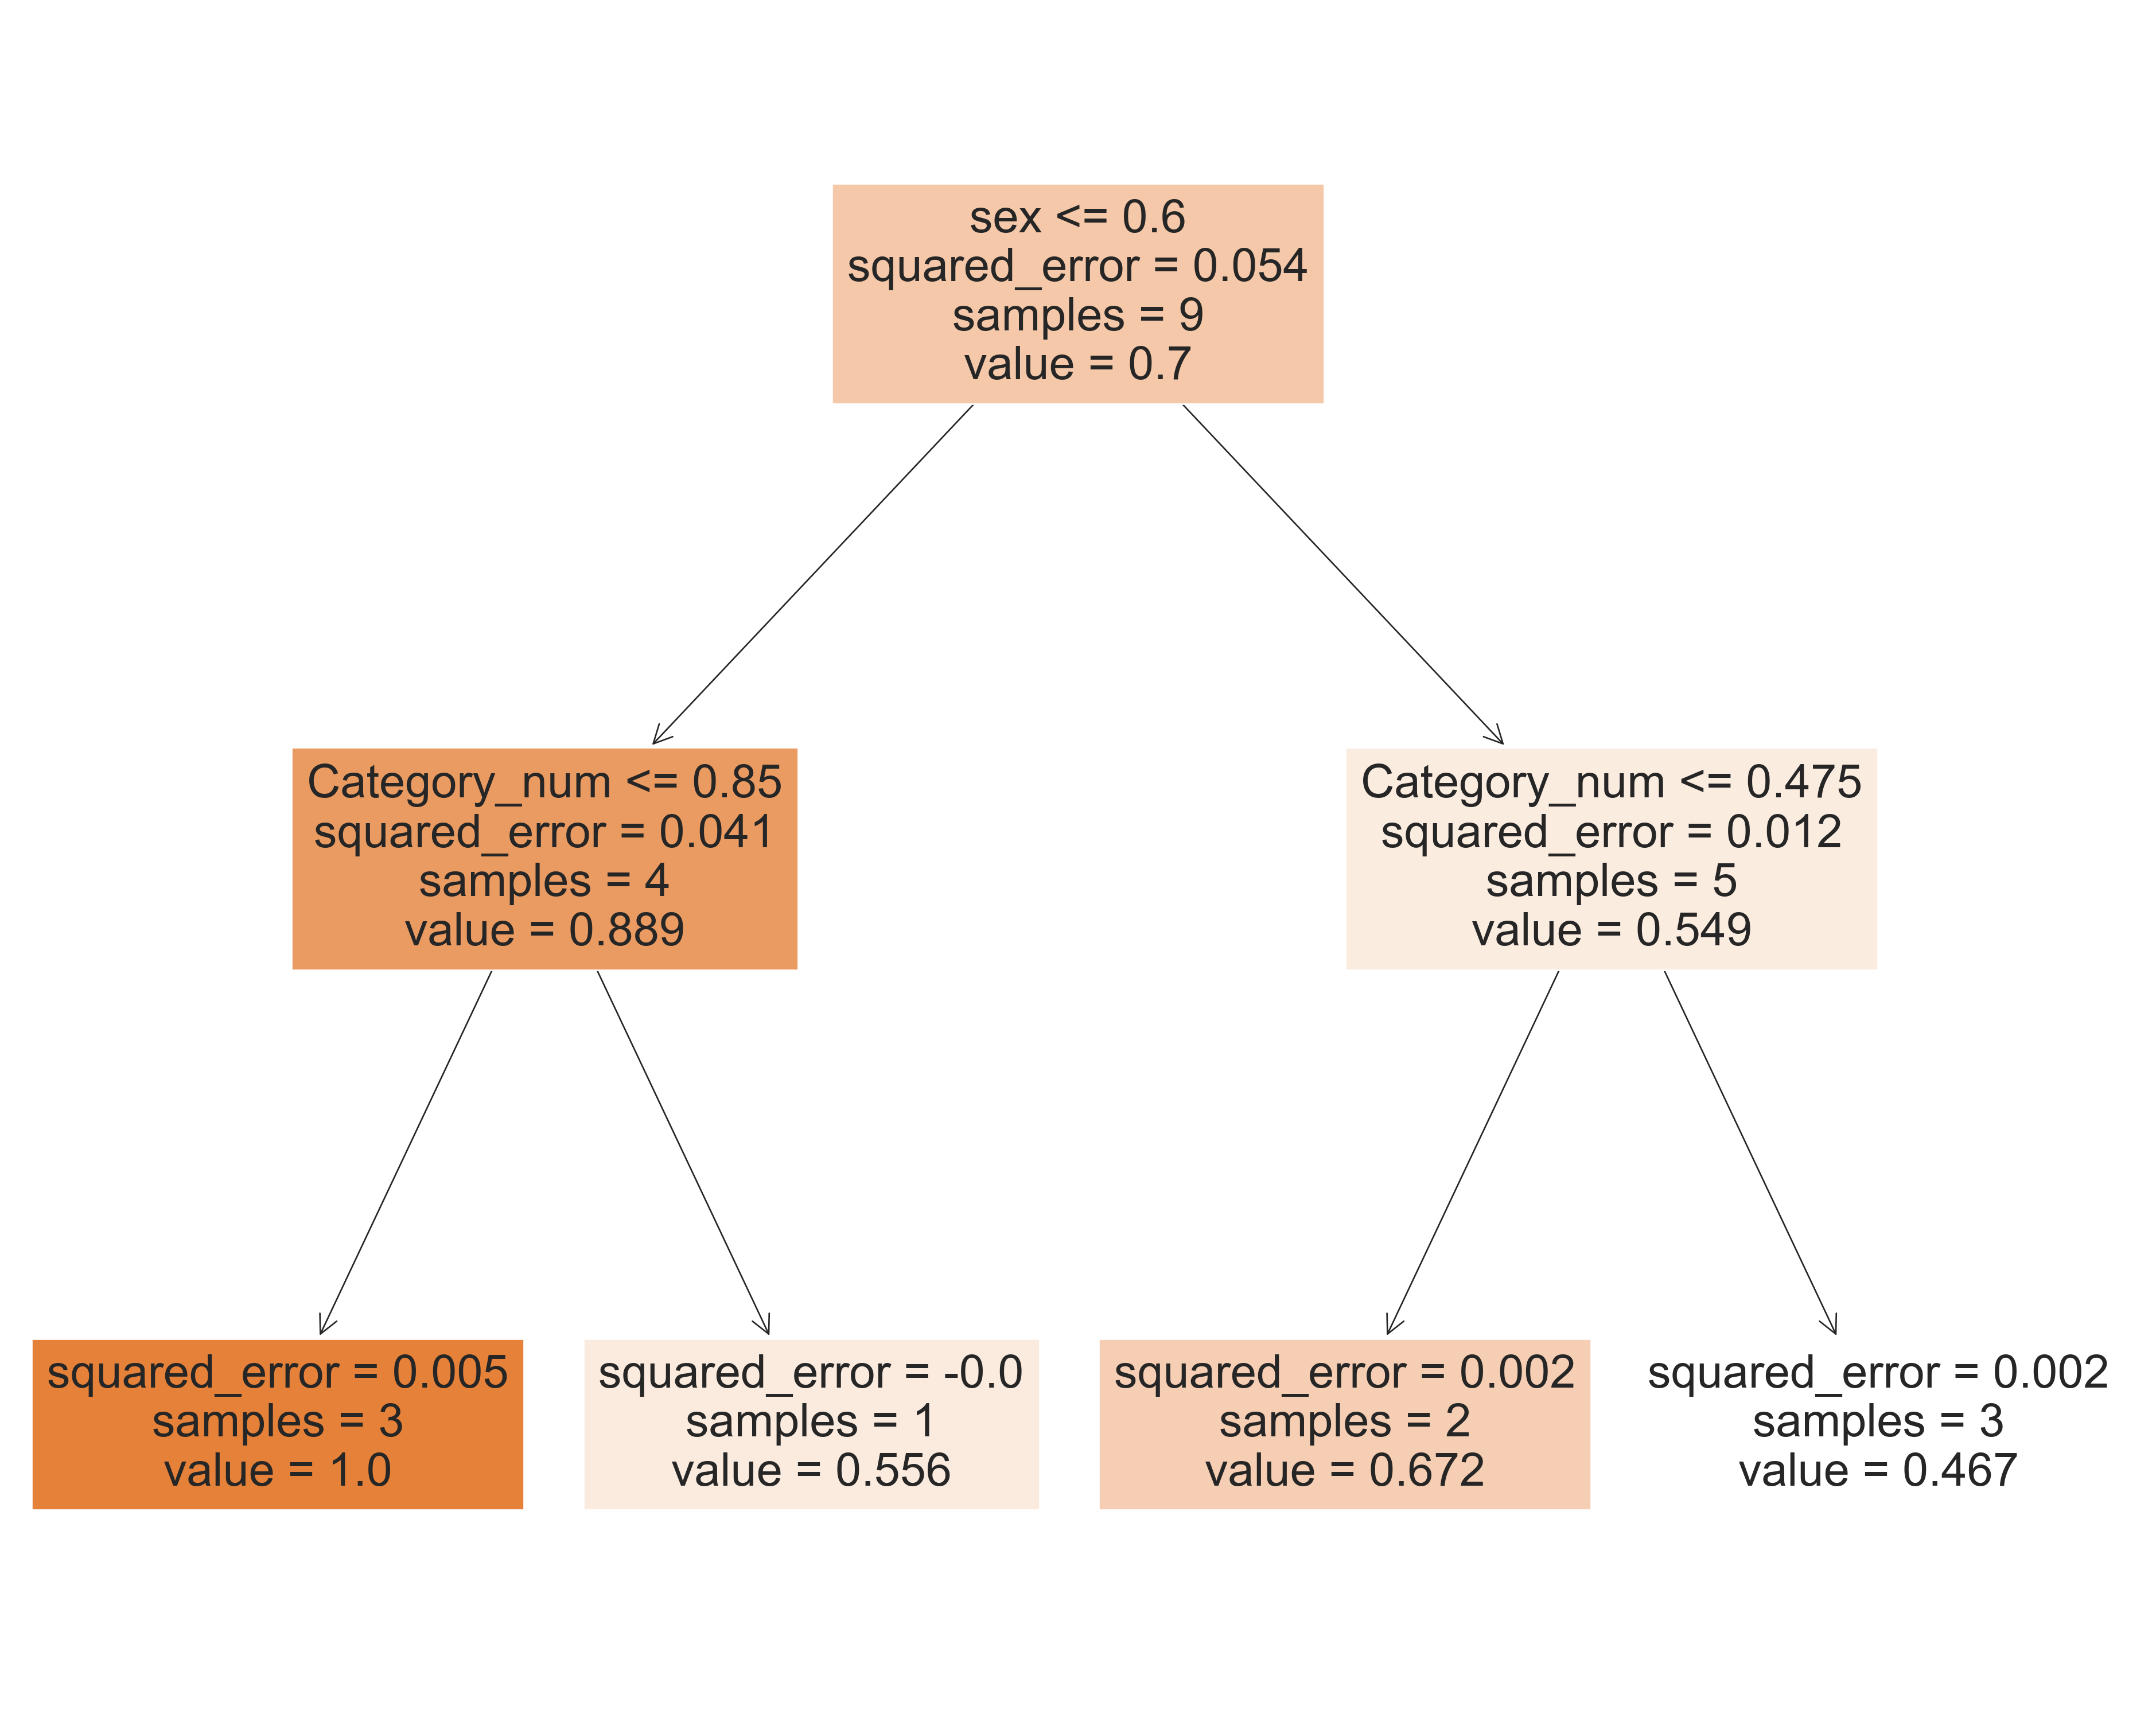 sex <= 0.6
squared_error = 0.054
samples = 9
value = 0.7
Category_num <= 0.85
squared_error = 0.041
samples = 4
value = 0.889
Category_num <= 0.475
squared_error = 0.012
samples = 5
value = 0.549
squared_error = 0.005
samples = 3
value = 1.0
squared_error = -0.0
samples = 1
value = 0.556
squared_error = 0.002
samples = 2
value = 0.672
squared_error = 0.002
samples = 3
value = 0.467